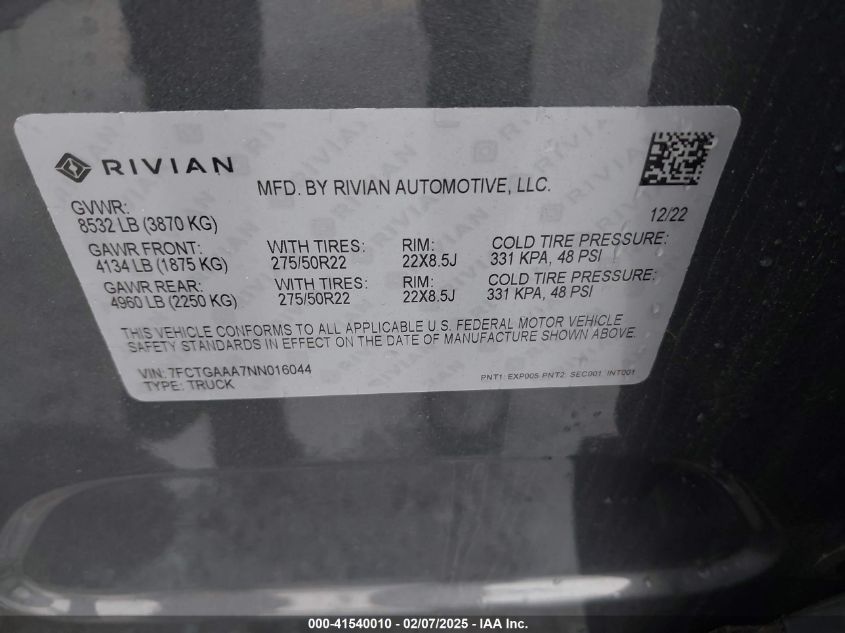 RIVIAN
MFD. BY RIVIAN AUTOMOTIVE, LLC.
GVWR:
8532 LB (3870 KG)
12/22
GAWR FRONT: WITH TIRES: RIM: COLD TIRE PRESSURE:
4134 LB (1875 KG) 275/50R22 22X8.5J 331 KPA, 48 PSI
GAWR REAR: WITH TIRES: RIM: COLD TIRE PRESSURE:
4960 LB (2250 KG) 275/50R22 22X8.5J 331 KPA, 48 PSI
THIS VEHICLE CONFORMS TO ALL APPLICABLE U.S. FEDERAL MOTOR VEHICLE
SAFETY STANDARDS IN EFFECT ON THE DATE OF MANUFACTURE SHOWN ABOVE.
VIN: 7FCTGAAA7NN016044
TYPE: TRUCK
PNT1: EXP005 PNT2: SEC001 INT001
000-41540010 - 02/07/2025 - IAA Inc.